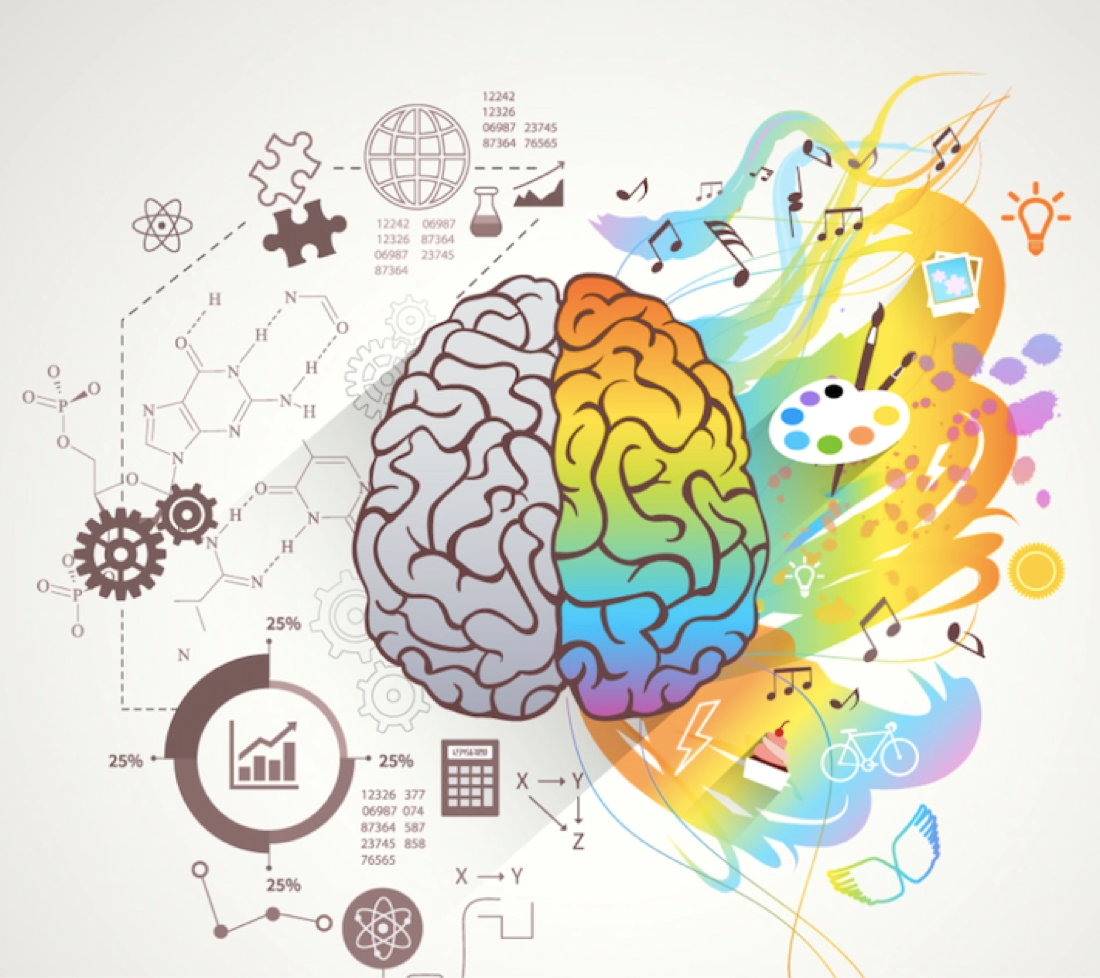 12242
12326
06987 23745
87364 76565
12242 06987
12326 87364
06987 23745
87364
H
N
O
H
O
N
H
O
O
P
O
N
N
H
N
N
O
N
O
O
H
N
H
N
O
O
P
N
O
25%
N
25%
25%
12326 377
06987 074
87364 587
23745 858
76565
X → Y
Z
25%
X → Y